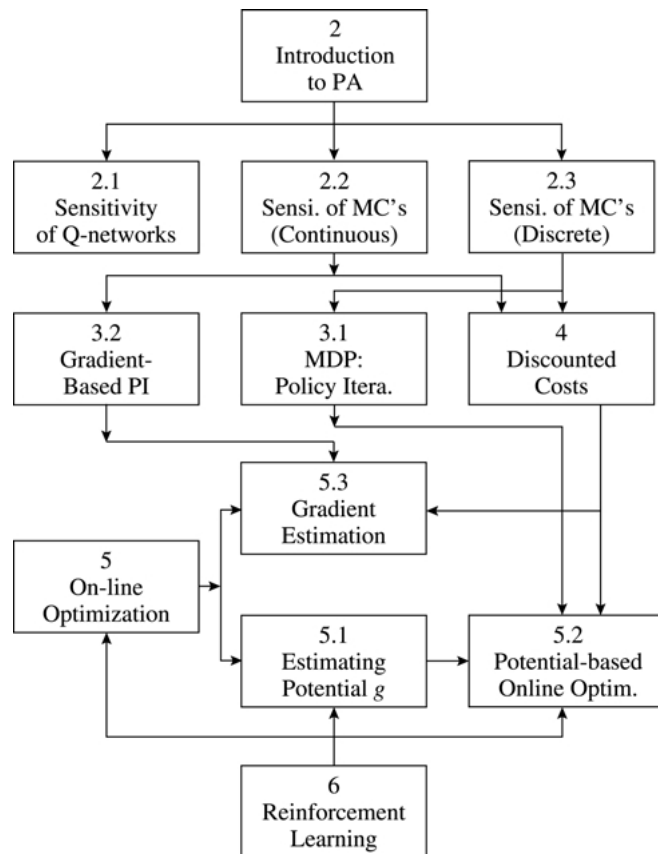 2
Introduction
to PA
2.1
Sensitivity
of Q-networks
2.2
Sensi. of MC's
(Continuous)
2.3
Sensi. of MC's
(Discrete)
3.2
Gradient-
Based PI
3.1
MDP:
Policy Itera.
4
Discounted
Costs
5.3
Gradient
Estimation
5
On-line
Optimization
5.1
Estimating
Potential g
5.2
Potential-based
Online Optim.
6
Reinforcement
Learning